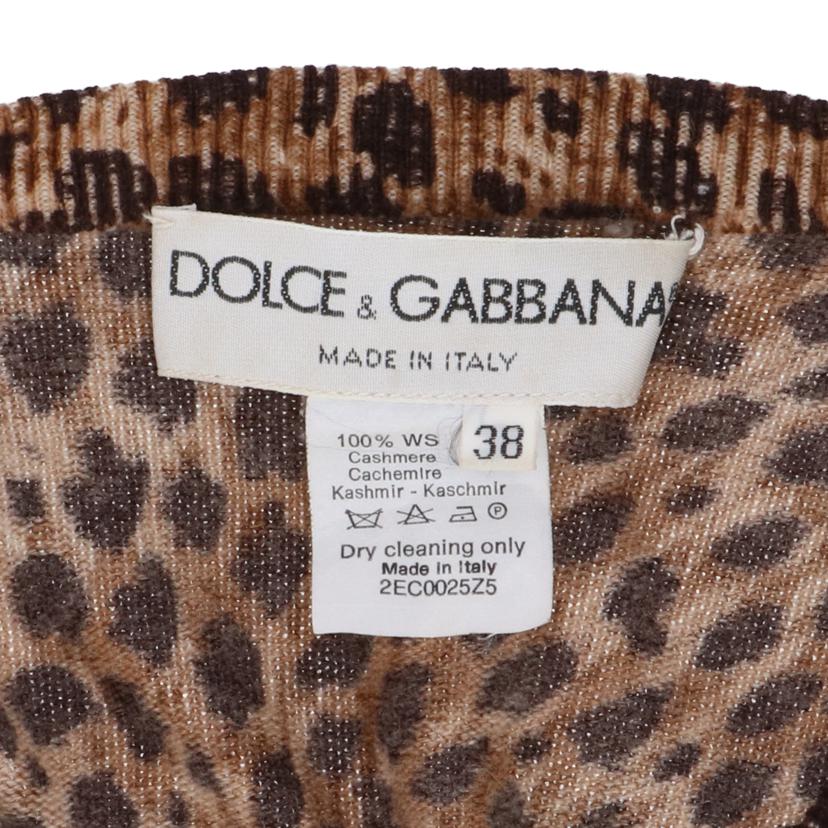 DOLCE & GABBANA
MADE IN ITALY
100% WS
38
Cashmere
Cachemire
Kashmir - Kaschmir
P
Dry cleaning only
Made in Italy
2EC0025Z5